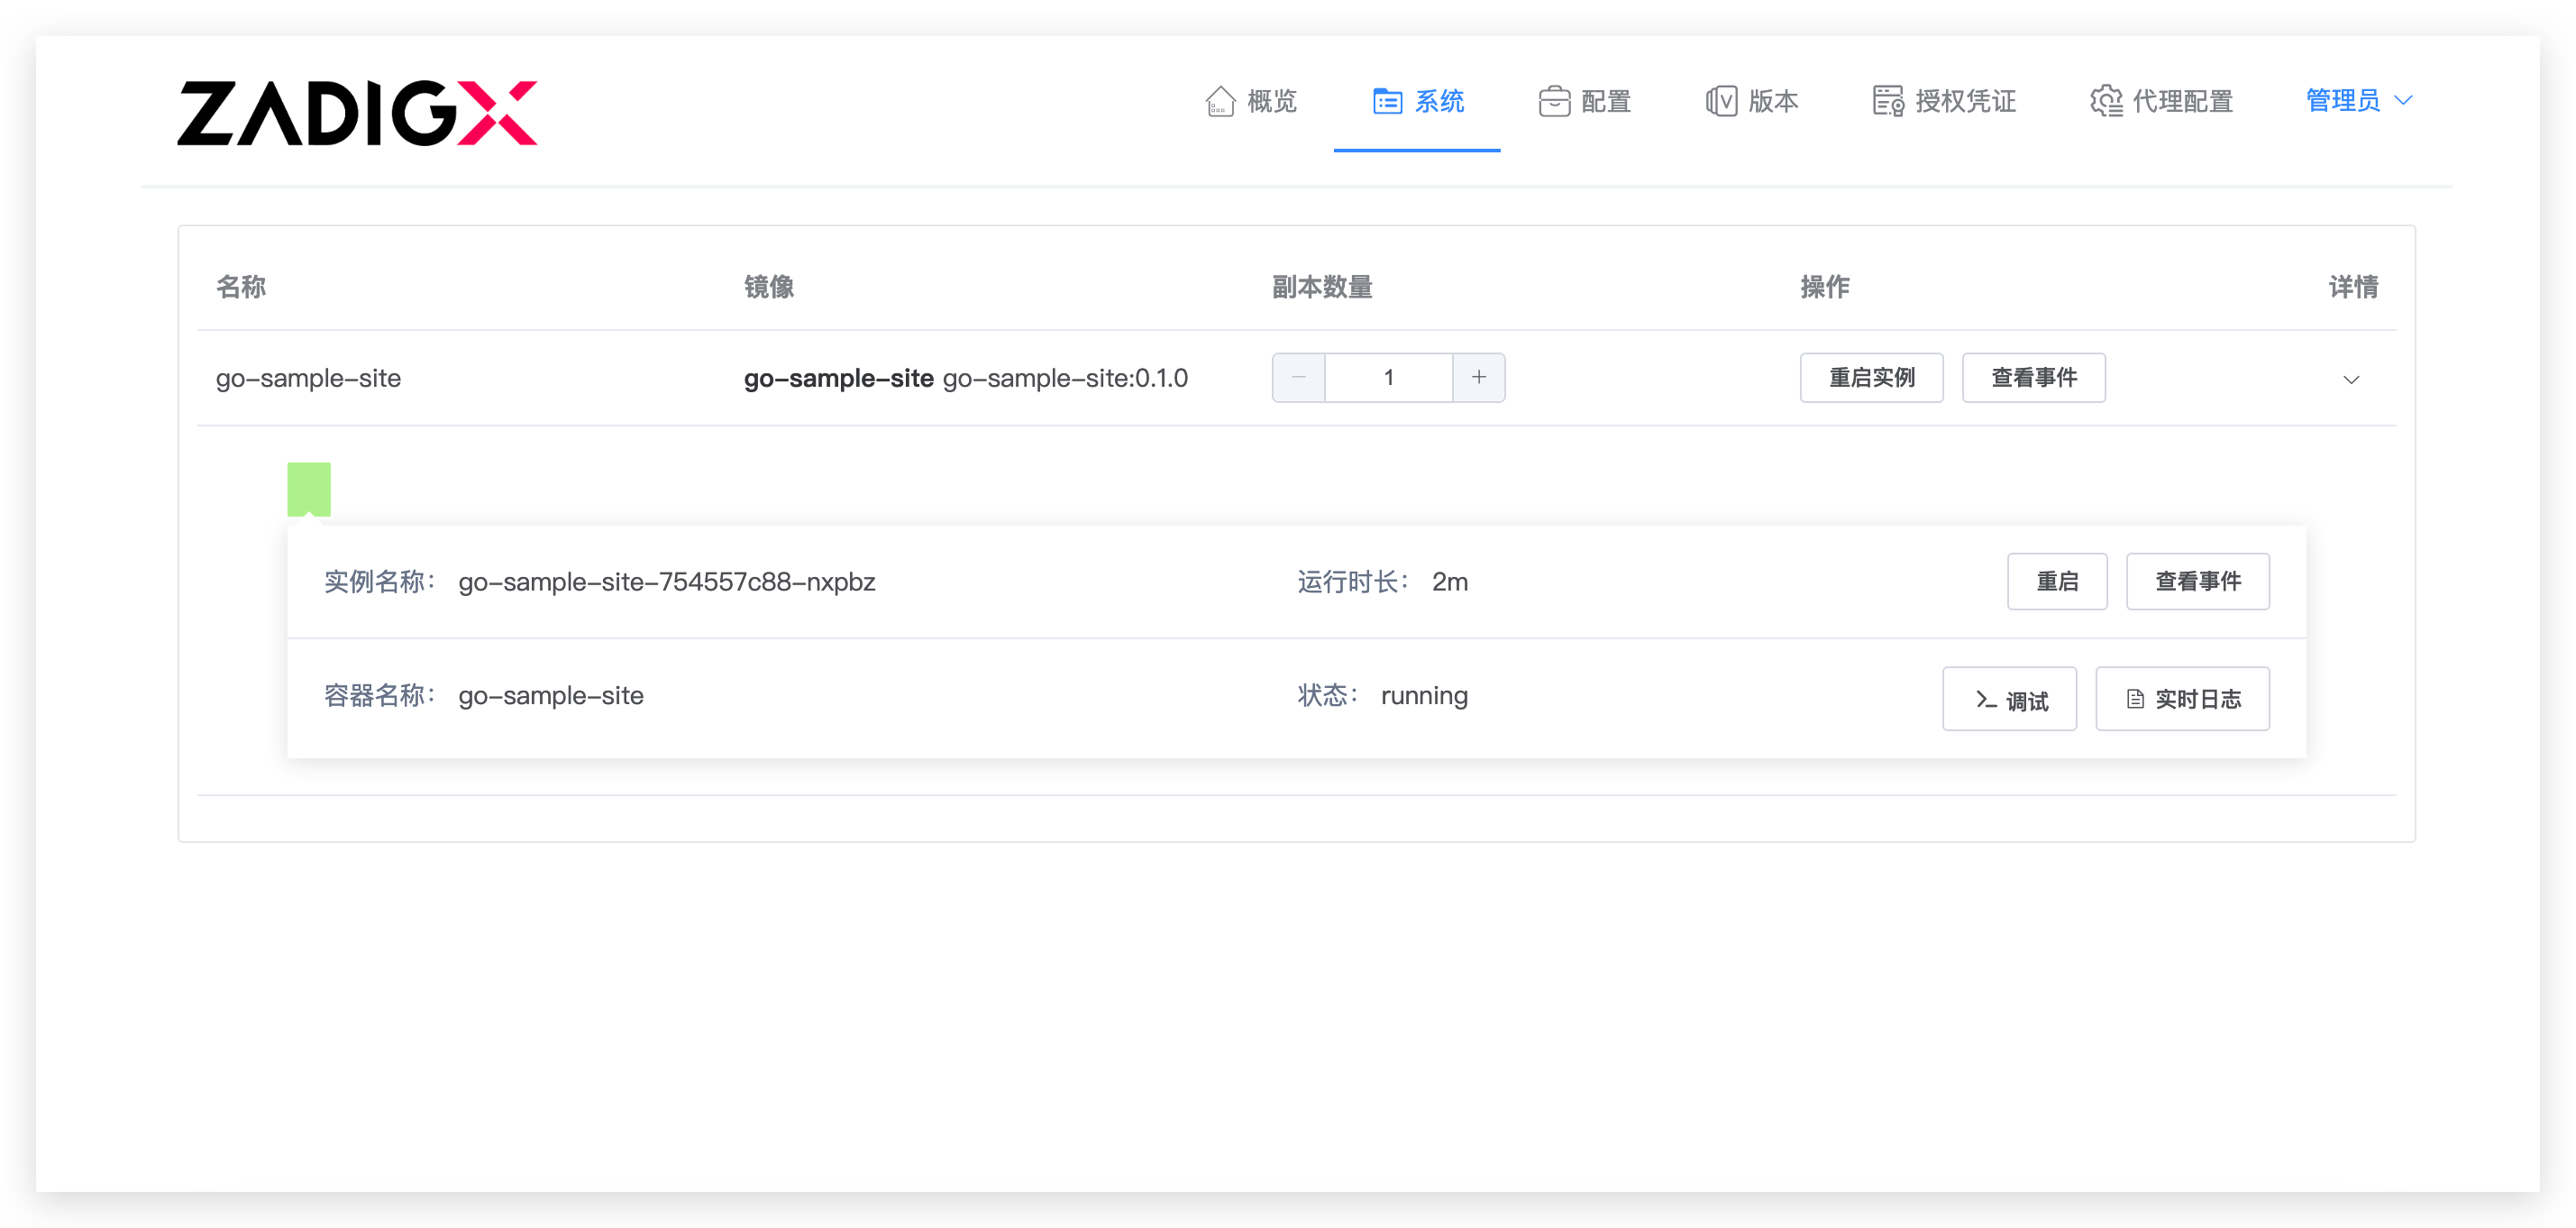 ZADIGX 概览 系统 配置 版本 授权凭证 代理配置 管理员
名称 镜像 副本数量 操作 详情
go-sample-site go-sample-site go-sample-site:0.1.0 1 重启实例 查看事件
实例名称： go-sample-site-754557c88-nxpbz 运行时长： 2m 重启 查看事件
容器名称： go-sample-site 状态： running 调试 实时日志